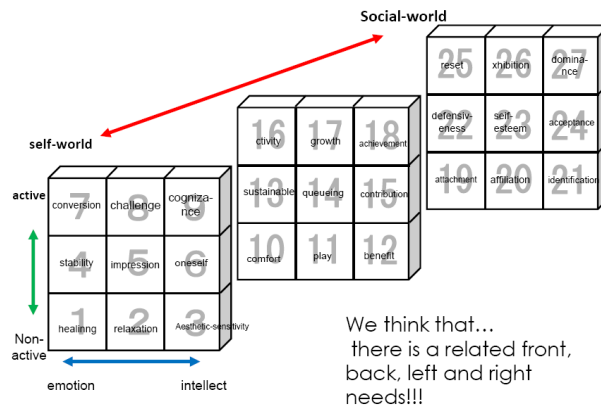 Social-world
25 26 27
reset xhibition domina-
nce
22 23 24
defensiv-
eness self-
esteem acceptance
19 20 21
attachment affiliation identification
16 17 18
ctivity growth achievement
13 14 15
sustainable queueing contribution
10 11 12
comfort play benefit
self-world
active
7 8 9
conversion challenge cogniza-
nce
4 5 6
stability impression oneself
1 2 3
healinng relaxation Aesthetic-sensitivity
Non-
active
emotion intellect
We think that...
there is a related front,
back, left and right
needs!!!